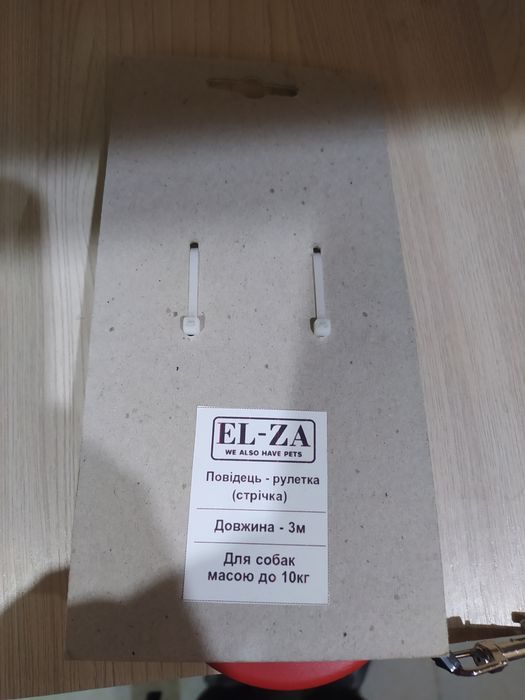 EL-ZA
WE ALSO HAVE PETS
Повідець - рулетка
(стрічка)
Довжина - 3м
Для собак
масою до 10кг